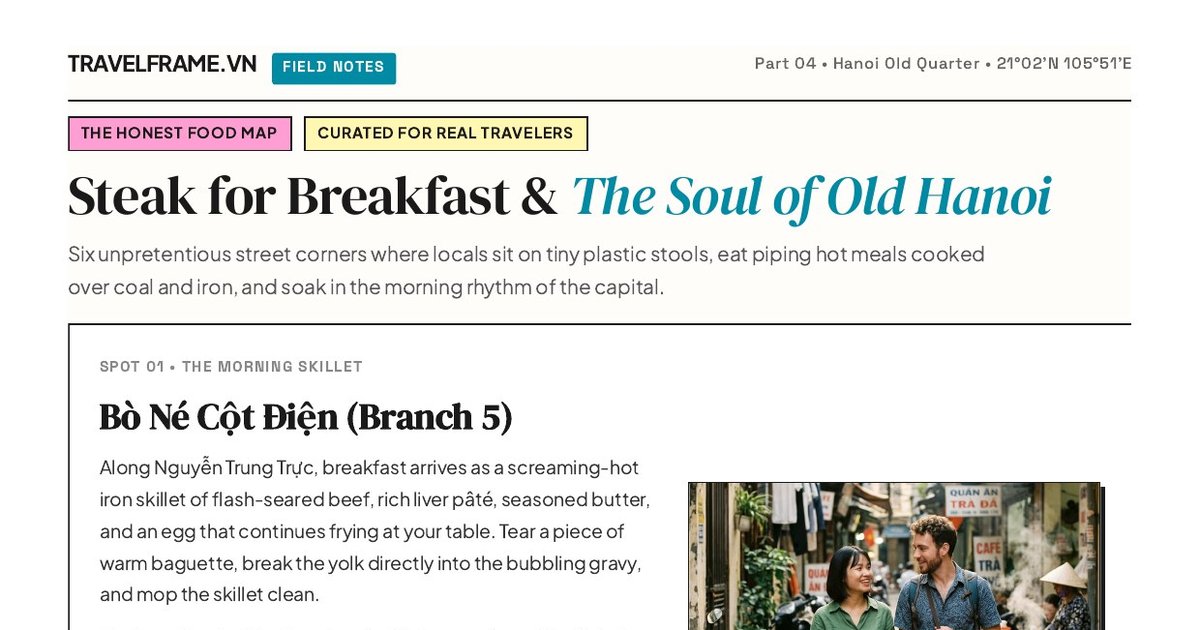 TRAVELFRAME.VN
FIELD NOTES
Part 04 • Hanoi Old Quarter • 21°02'N 105°51'E
THE HONEST FOOD MAP
CURATED FOR REAL TRAVELERS
Steak for Breakfast & The Soul of Old Hanoi
Six unpretentious street corners where locals sit on tiny plastic stools, eat piping hot meals cooked
over coal and iron, and soak in the morning rhythm of the capital.
SPOT 01 • THE MORNING SKILLET
Bò Né Cột Điện (Branch 5)
Along Nguyễn Trung Trực, breakfast arrives as a screaming-hot
iron skillet of flash-seared beef, rich liver pâté, seasoned butter,
and an egg that continues frying at your table. Tear a piece of
warm baguette, break the yolk directly into the bubbling gravy,
and mop the skillet clean.
QUÁN ĂN
TRÀ ĐÁ
CAFE
TRÀ
QUÁN